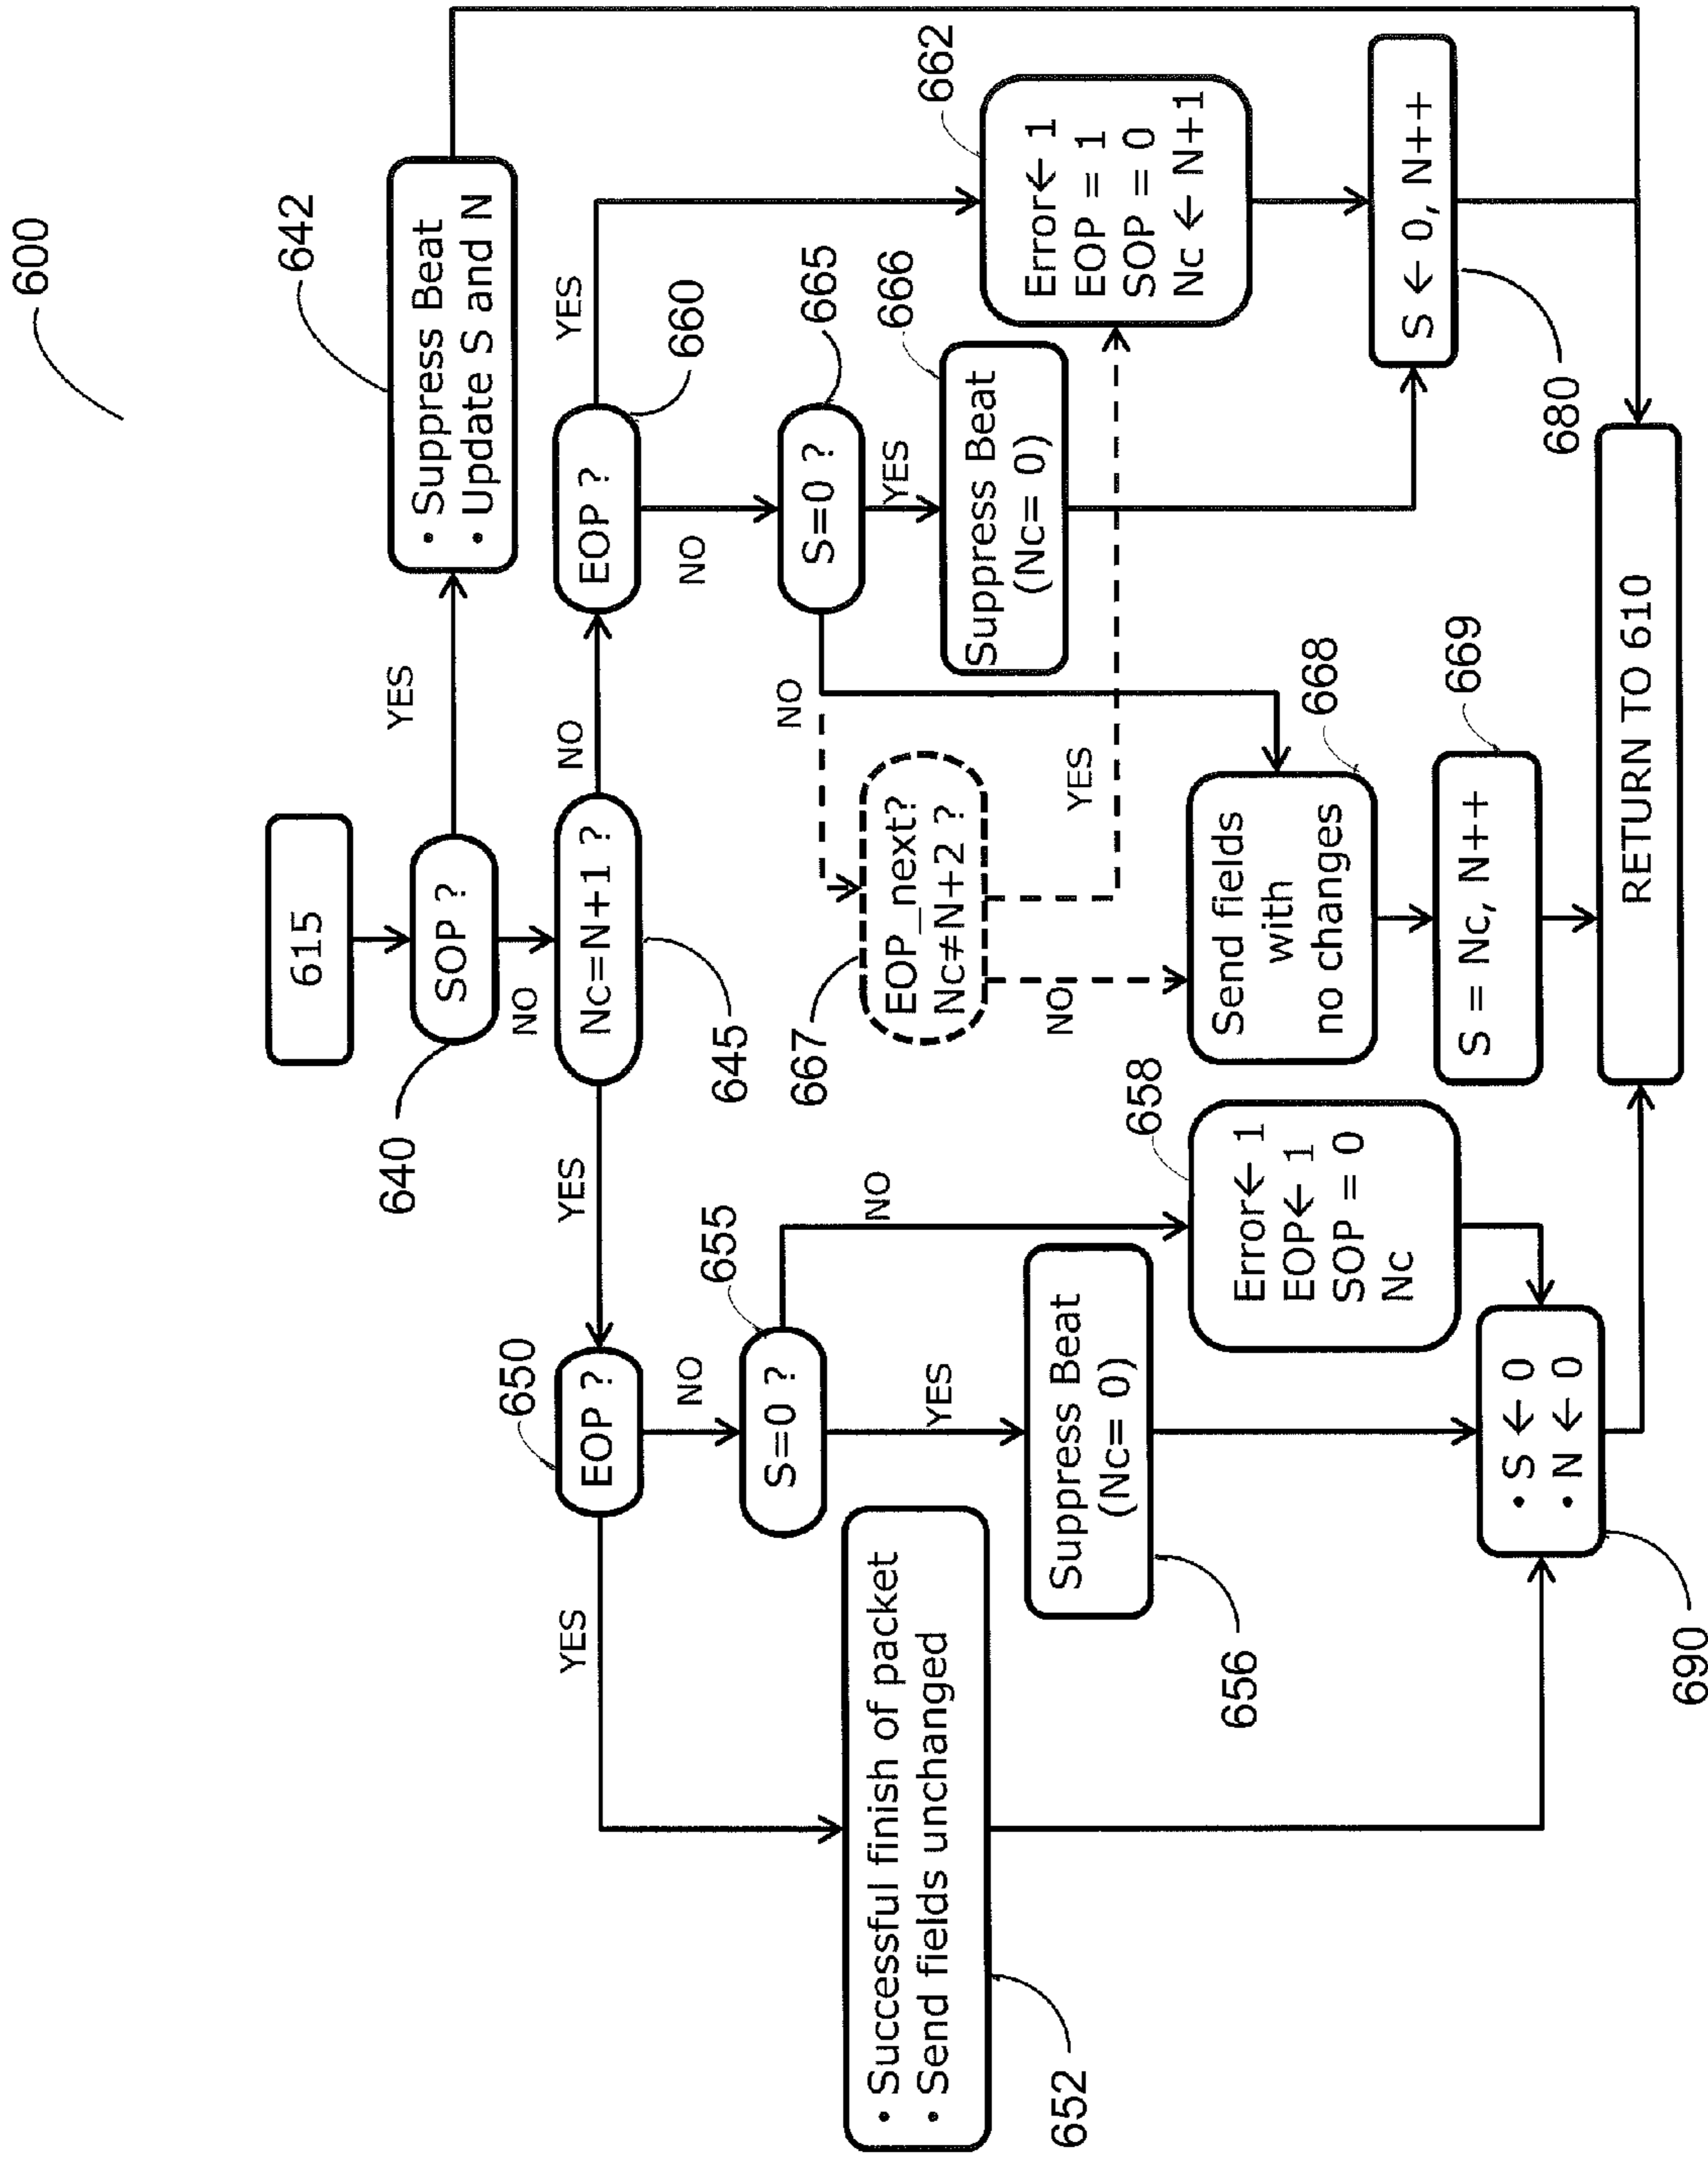 600
615
SOP ?
640
YES
• Suppress Beat
• Update S and N
642
NO
Nc=N+1 ?
645
YES
NO
650
EOP ?
YES
NO
EOP ?
660
YES
NO
655
S=0 ?
NO
YES
S=0 ?
665
NO
YES
• Successful finish of packet
• Send fields unchanged
652
Suppress Beat
(Nc= 0)
656
658
Error← 1
EOP← 1
SOP = 0
Nc
667
EOP_next?
Nc≠N+2 ?
YES
NO
Suppress Beat
(Nc= 0)
666
662
Error← 1
EOP = 1
SOP = 0
Nc ← N+1
Send fields
with
no changes
668
S = Nc, N++
669
S ← 0, N++
680
• S ← 0
• N ← 0
690
RETURN TO 610